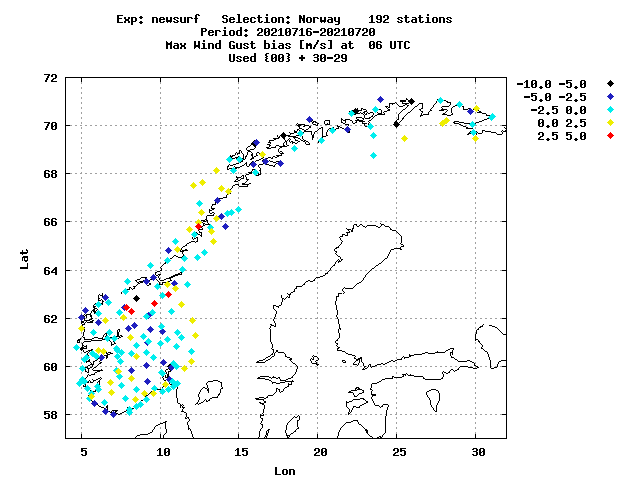 Exp: newsurf Selection: Norway 192 stations
Period: 20210716-20210720
Max Wind Gust bias [m/s] at 06 UTC
Used {00} + 30-29
-10.0 -5.0
-5.0 -2.5
-2.5 0.0
0.0 2.5
2.5 5.0
72
70
68
66
64
62
60
58
Lat
5 10 15 20 25 30
Lon